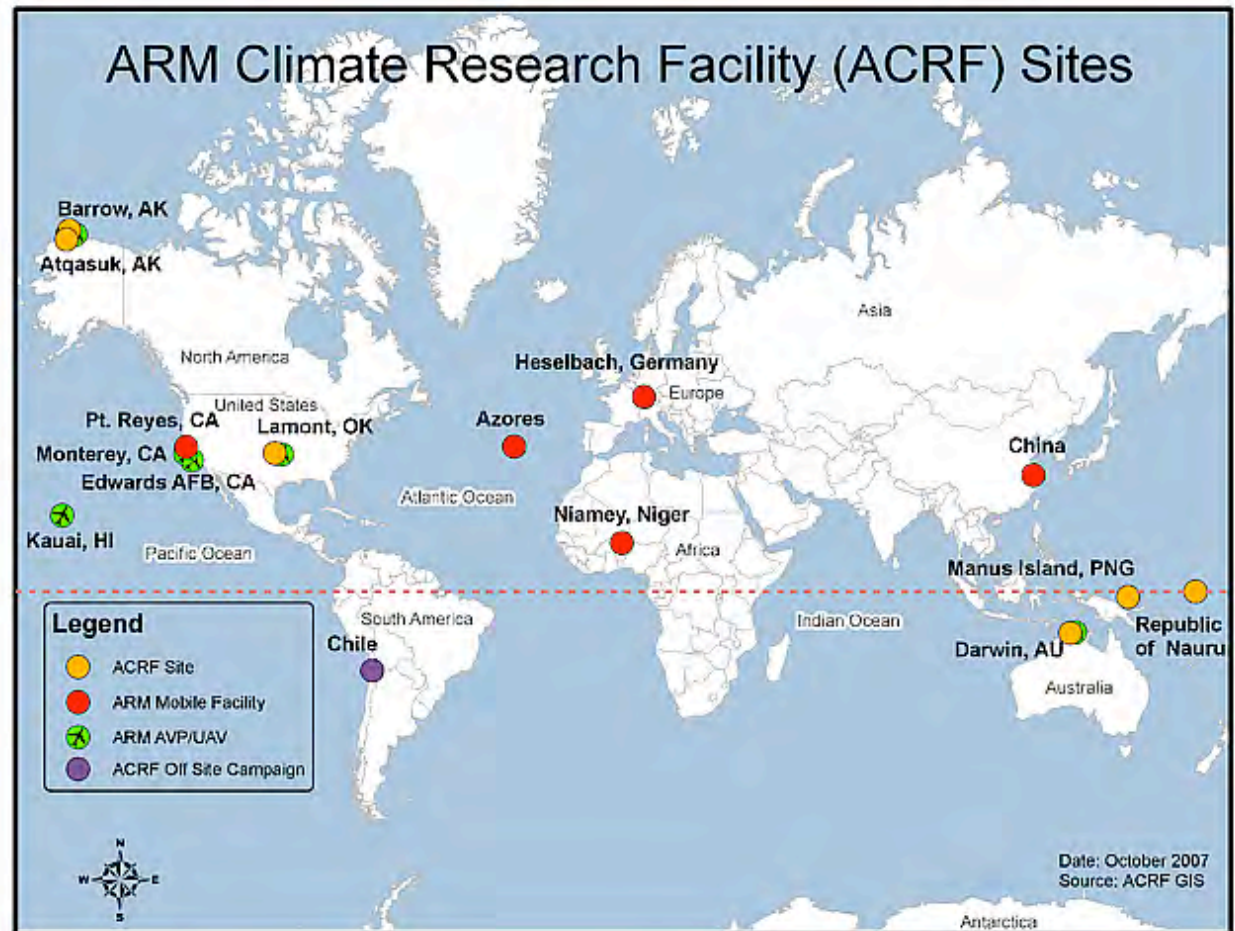 ARM Climate Research Facility (ACRF) Sites
Barrow, AK
Atqasuk, AK
Asia
North America
Heselbach, Germany
Europe
United States
Pt. Reyes, CA
Lamont, OK
Azores
China
Monterey, CA
Edwards AFB, CA
Atlantic Ocean
Niamey, Niger
Africa
Kauai, HI
Pacific Ocean
Manus Island, PNG
Legend
South America
Indian Ocean
Republic
of Nauru
Chile
Darwin, AU
Australia
ACRF Site
ARM Mobile Facility
ARM AVP/UAV
ACRF Off Site Campaign
N
W
E
S
Date: October 2007
Source: ACRF GIS
Antarctica